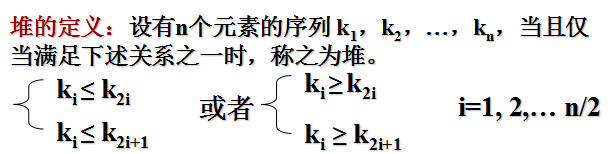 堆的定义：设有n个元素的序列 k₁，k₂，…，kₙ，当且仅
当满足下述关系之一时，称之为堆。
kᵢ ≤ k₂ᵢ 或者 kᵢ ≥ k₂ᵢ i=1, 2,… n/2
kᵢ ≤ k₂ᵢ₊₁ kᵢ ≥ k₂ᵢ₊₁